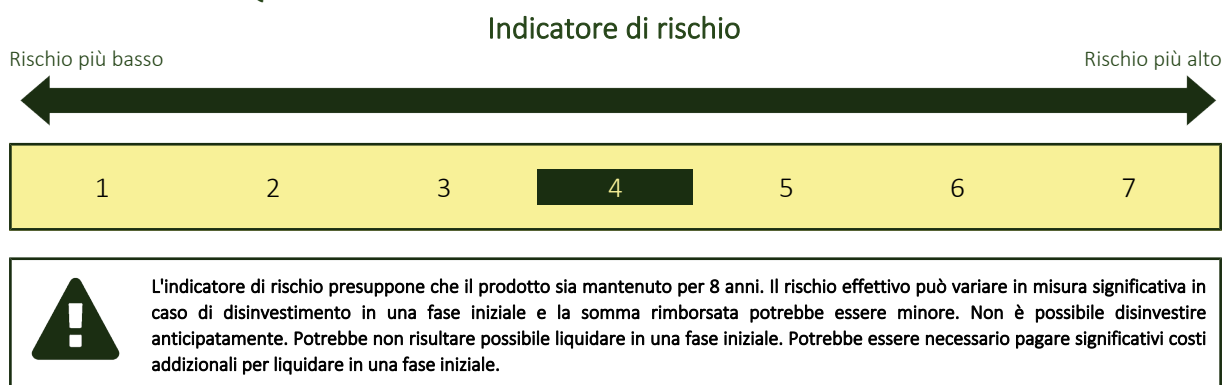 Indicatore di rischio
Rischio più basso
Rischio più alto
1 2 3 4 5 6 7
L'indicatore di rischio presuppone che il prodotto sia mantenuto per 8 anni. Il rischio effettivo può variare in misura significativa in
caso di disinvestimento in una fase iniziale e la somma rimborsata potrebbe essere minore. Non è possibile disinvestire
anticipatamente. Potrebbe non risultare possibile liquidare in una fase iniziale. Potrebbe essere necessario pagare significativi costi
addizionali per liquidare in una fase iniziale.